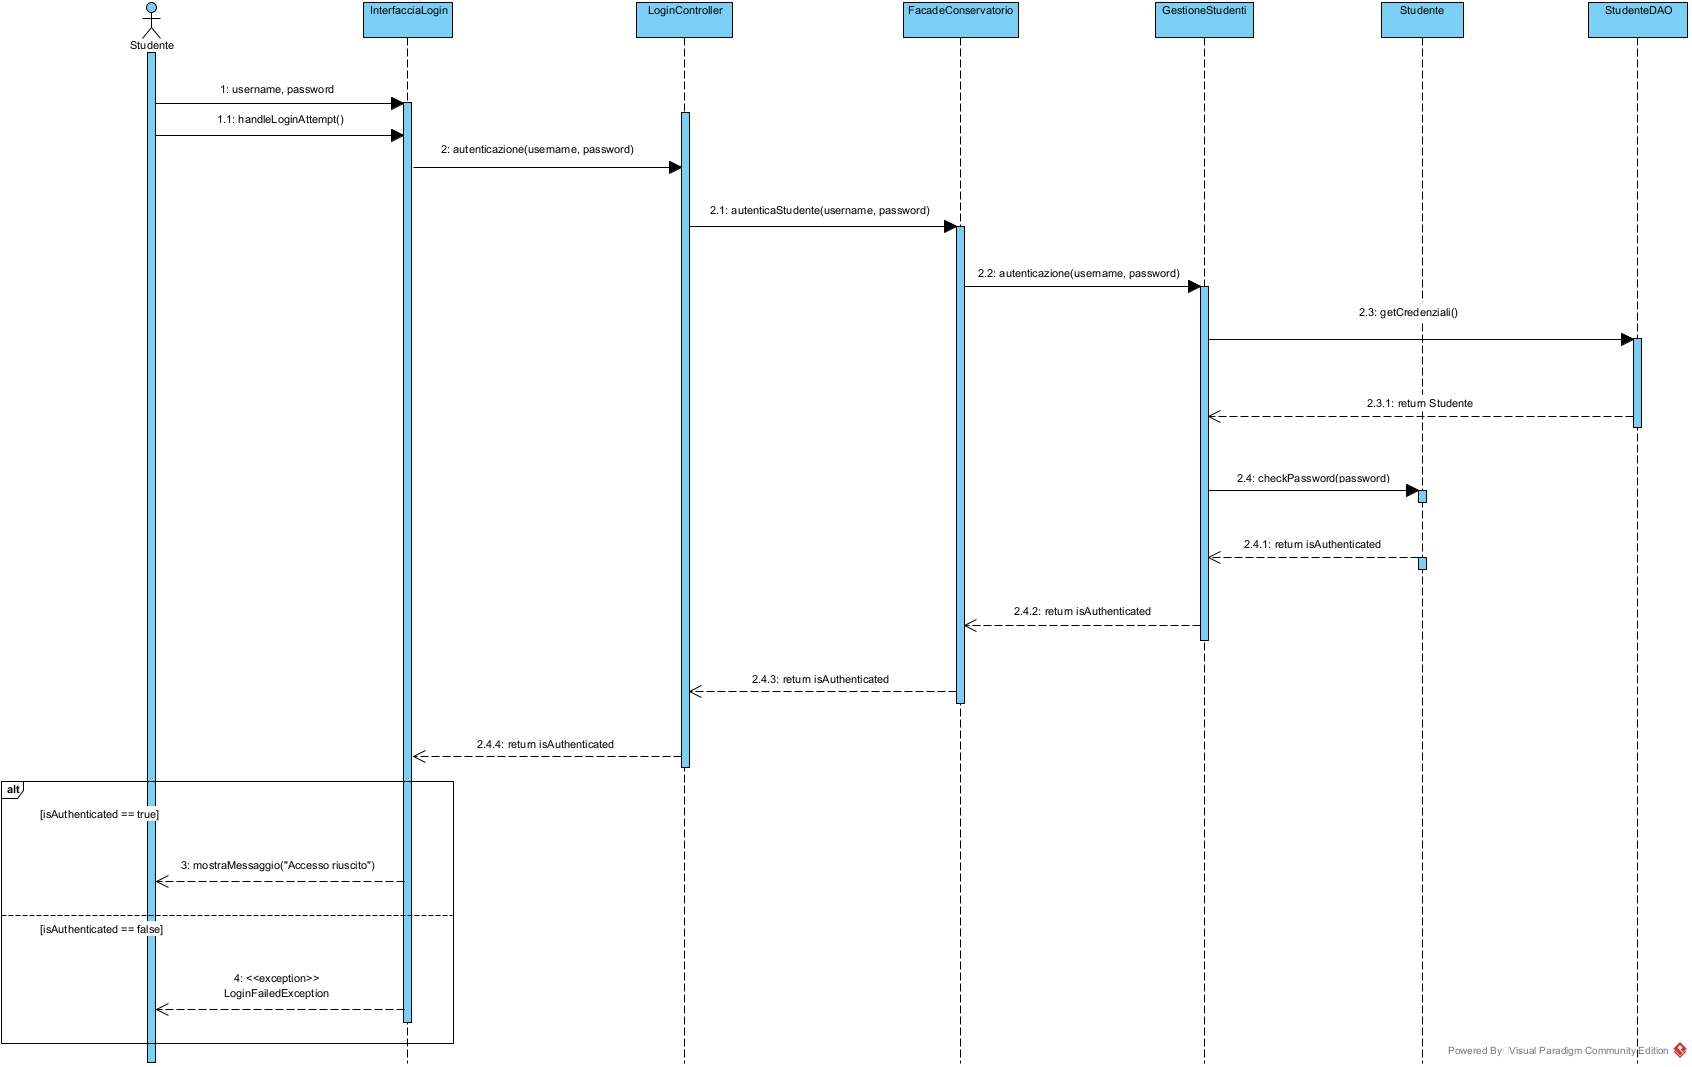 Studente
InterfacciaLogin
LoginController
FacadeConservatorio
GestioneStudenti
Studente
StudenteDAO
1: username, password
1.1: handleLoginAttempt()
2: autenticazione(username, password)
2.1: autenticaStudente(username, password)
2.2: autenticazione(username, password)
2.3: getCredenziali()
2.3.1: return Studente
2.4: checkPassword(password)
2.4.1: return isAuthenticated
2.4.2: return isAuthenticated
2.4.3: return isAuthenticated
2.4.4: return isAuthenticated
alt
[isAuthenticated == true]
3: mostraMessaggio("Accesso riuscito")
[isAuthenticated == false]
4: <<exception>>
LoginFailedException
Powered By Visual Paradigm Community Edition